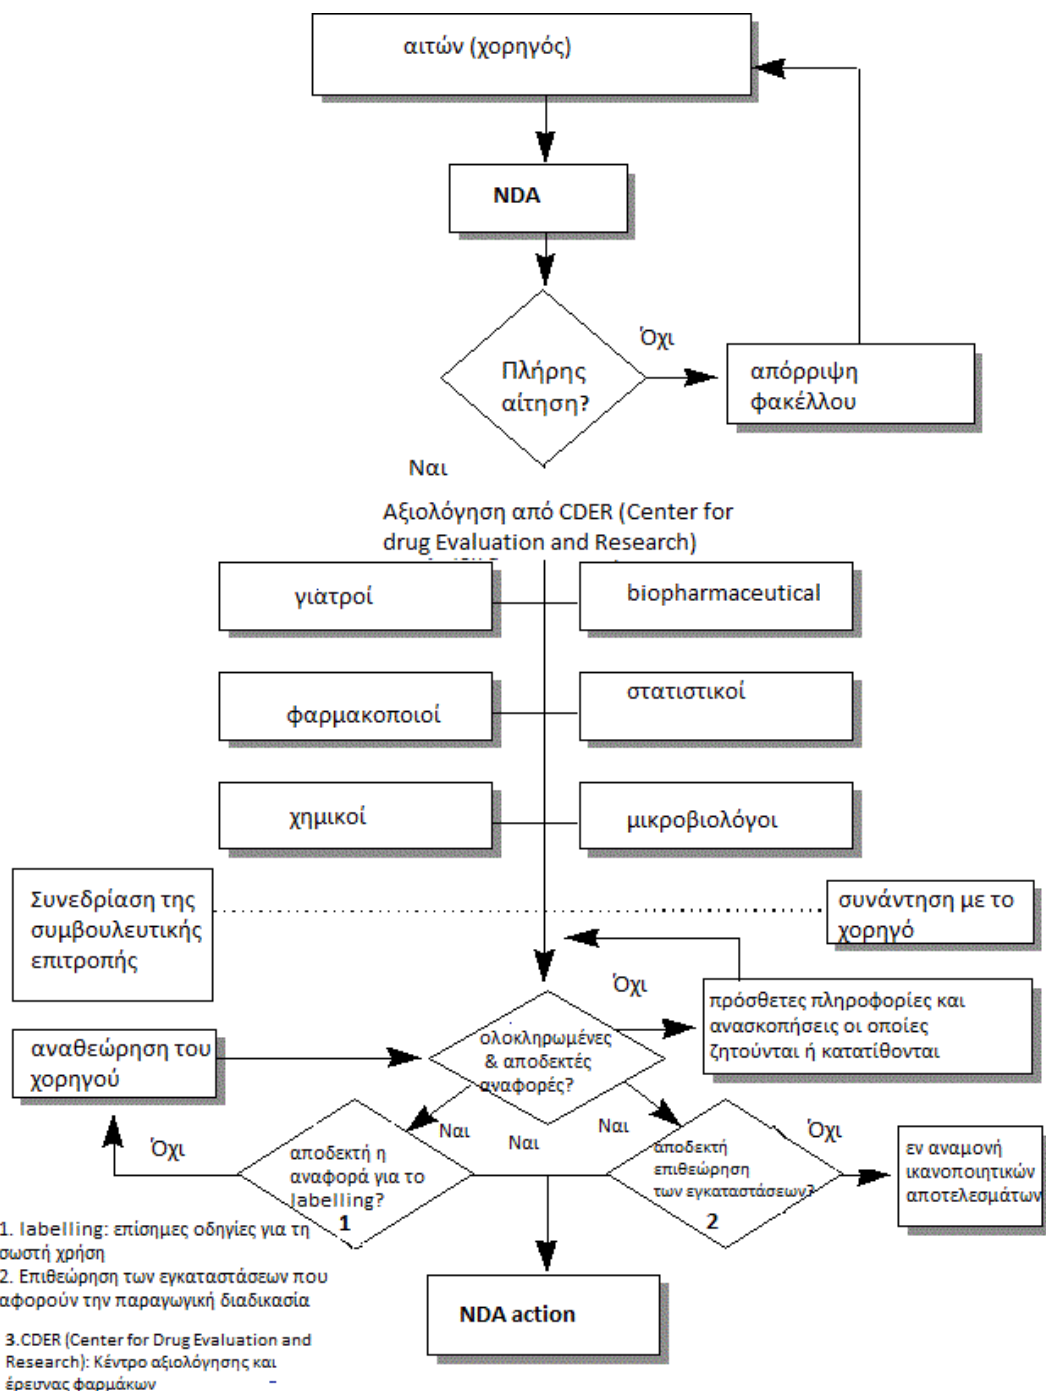 αιτών (χορηγός)
NDA
Πλήρης
αίτηση?
Όχι
απόρριψη
φακέλλου
Ναι
Αξιολόγηση από CDER (Center for
drug Evaluation and Research)
γιατροί
biopharmaceutical
φαρμακοποιοί
στατιστικοί
χημικοί
μικροβιολόγοι
Συνεδρίαση της
συμβουλευτικής
επιτροπής
συνάντηση με το
χορηγό
Όχι
πρόσθετες πληροφορίες και
ανασκοπήσεις οι οποίες
ζητούνται ή κατατίθονται
αναθεώρηση του
χορηγού
ολοκληρωμένες
& αποδεκτές
αναφορές?
Ναι
Ναι
Ναι
Όχι
αποδεκτή η
αναφορά για το
labelling?
1
αποδεκτή
επιθεώρηση
των εγκαταστάσεων?
2
Όχι
εν αναμονή
ικανοποιητικών
αποτελεσμάτων
1. labelling: επίσημες οδηγίες για τη
σωστή χρήση
2. Επιθεώρηση των εγκαταστάσεων που
αφορούν την παραγωγική διαδικασία
3.CDER (Center for Drug Evaluation and
Research): Κέντρο αξιολόγησης και
έρευνας φαρμάκων
NDA action